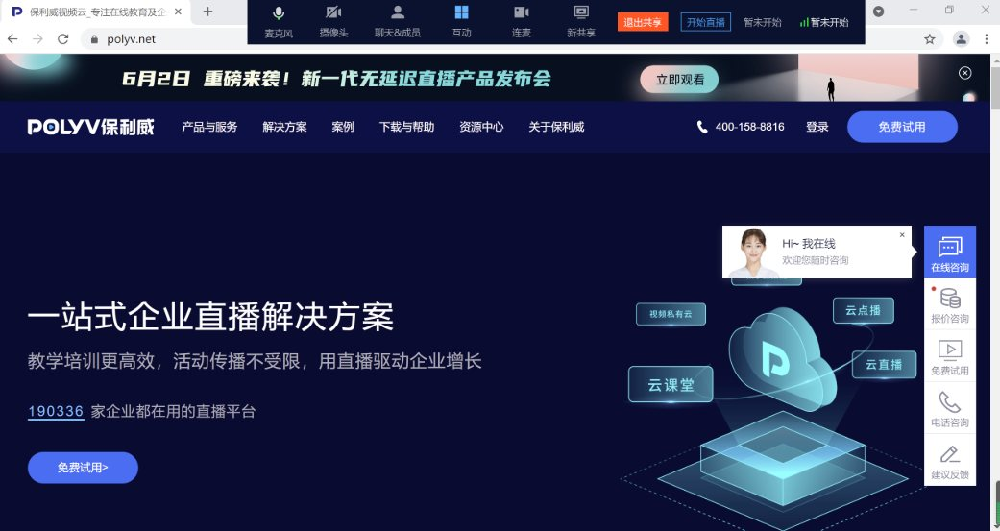 保利威视频云_专注在线教育及企
麦克风
摄像头
聊天&成员
互动
连麦
新共享
退出共享
开始直播
暂未开始
暂未开始
polyv.net
6月2日 重磅来袭！新一代无延迟直播产品发布会
立即观看
POLYV保利威
产品与服务
解决方案
案例
下载与帮助
资源中心
关于保利威
400-158-8816
登录
免费试用
Hi~ 我在线
欢迎您随时咨询
在线咨询
报价咨询
免费试用
电话咨询
建议反馈
一站式企业直播解决方案
教学培训更高效，活动传播不受限，用直播驱动企业增长
190336 家企业都在用的直播平台
免费试用>
视频私有云
云点播
云直播
云课堂